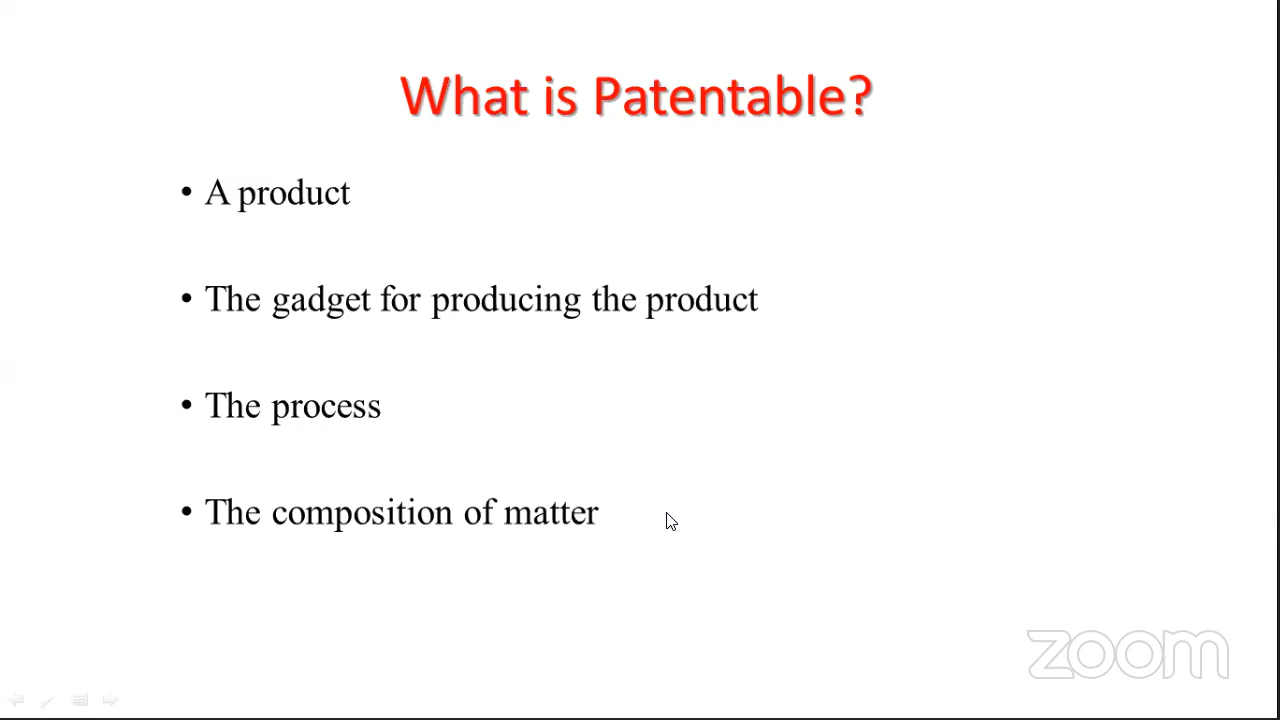 What is Patentable?
• A product
• The gadget for producing the product
• The process
• The composition of matter
zoom